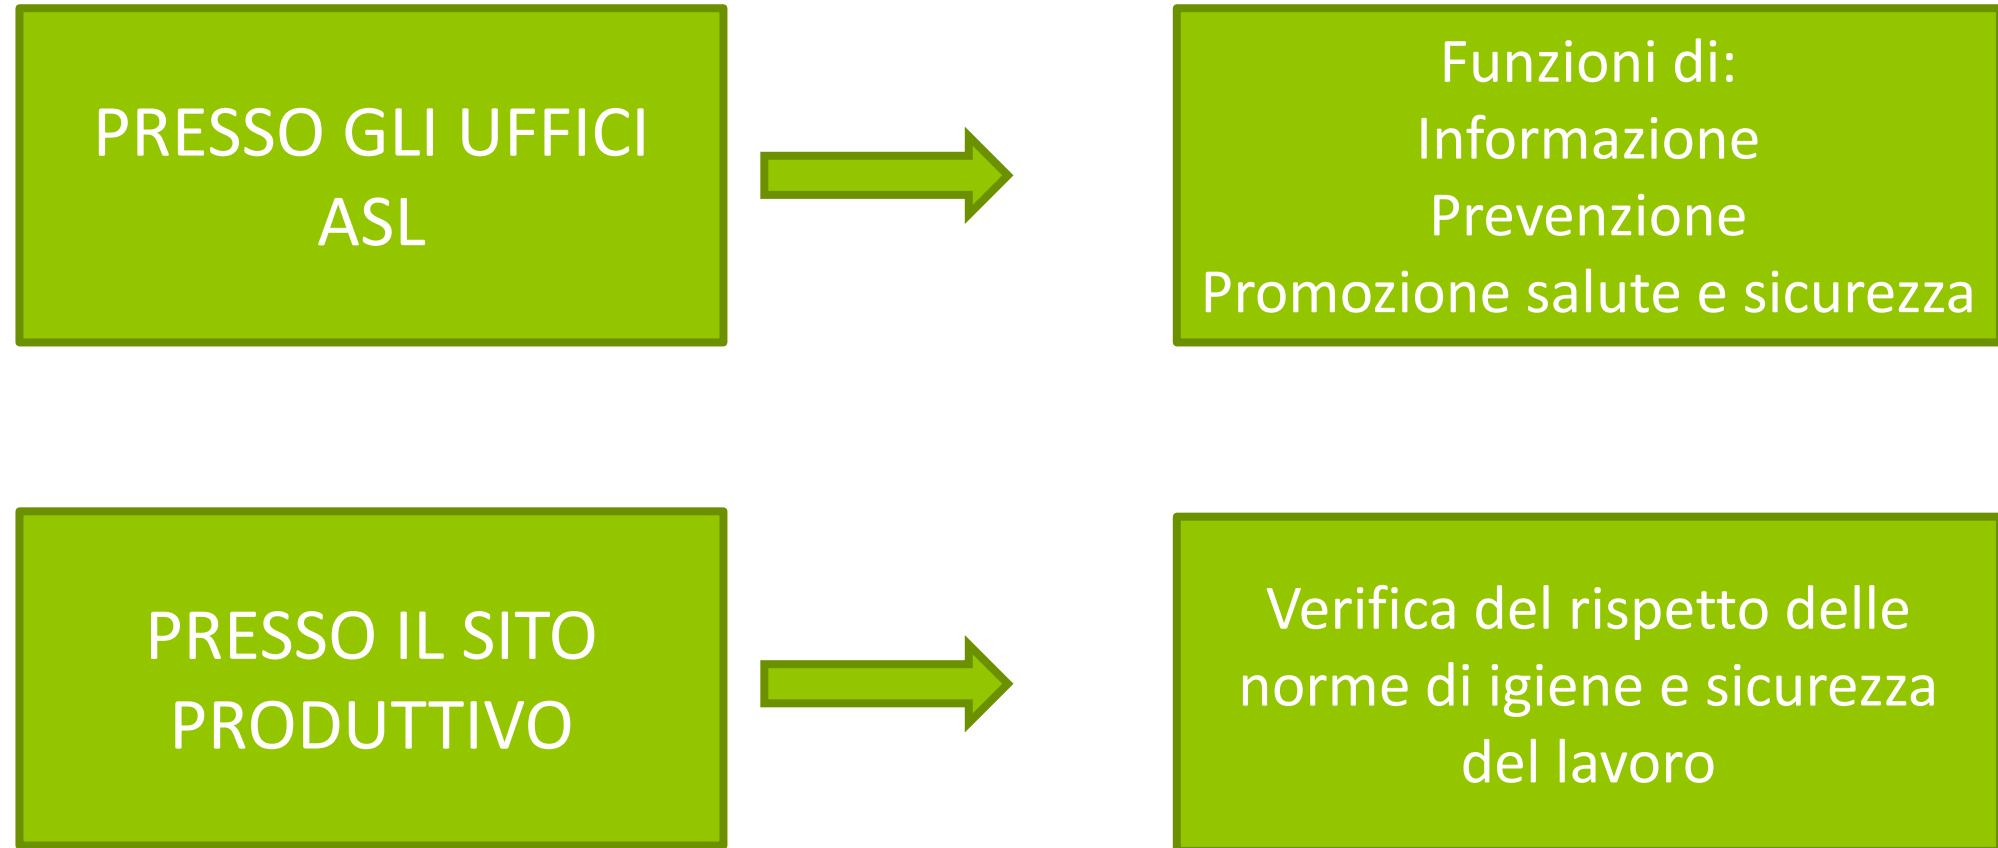 PRESSO GLI UFFICI
ASL
Funzioni di:
Informazione
Prevenzione
Promozione salute e sicurezza
PRESSO IL SITO
PRODUTTIVO
Verifica del rispetto delle
norme di igiene e sicurezza
del lavoro